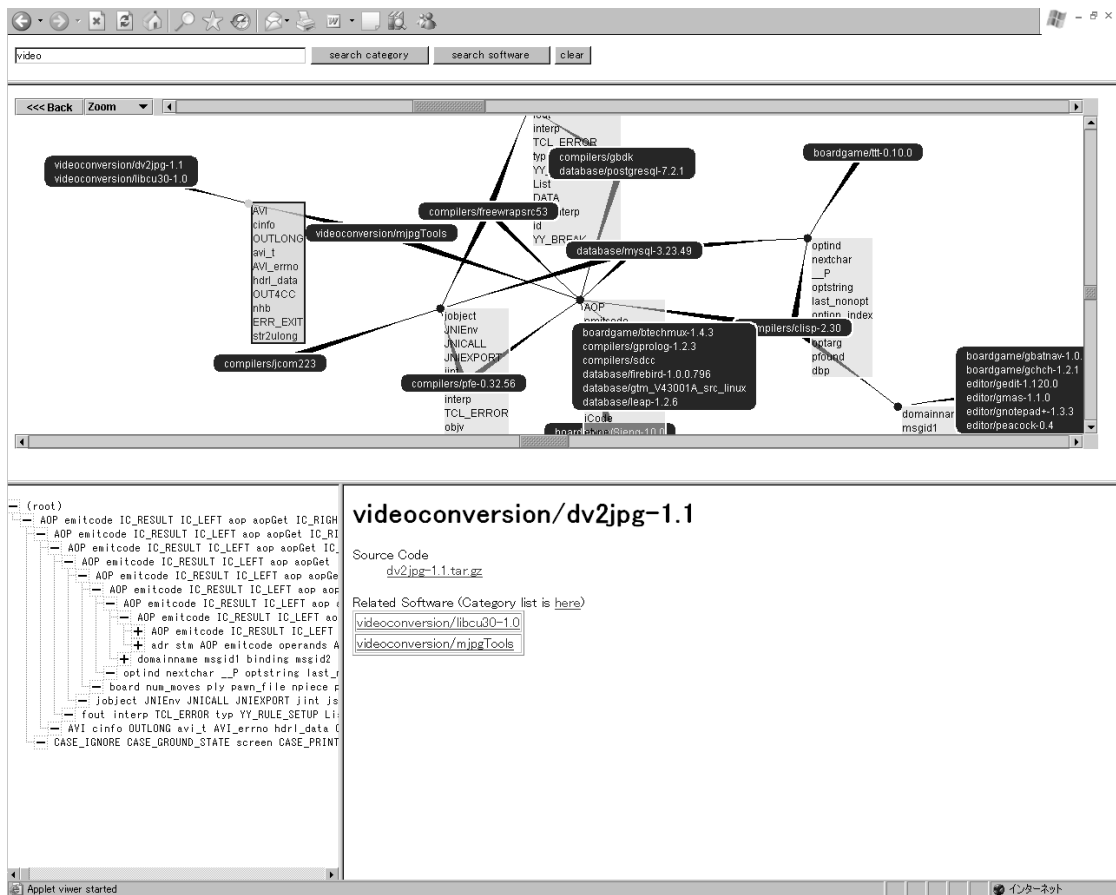 video
search category
search software
clear
<<< Back
Zoom
videoconversion/dv2jpg-1.1
videoconversion/libcu30-1.0
AVI
cinfo
OUTLONG
avi_t
AVI_errno
hdrl_data
OUT4CC
nhb
ERR_EXIT
str2ulong
videoconversion/mjpgTools
compilers/jcom223
compilers/freewrapsrc53
interp
TCL_ERROR
typ
List
DATA
id
YY_BREAK
compilers/gbdk
database/postgresql-7.2.1
database/mysql-3.23.49
boardgame/ttt-0.10.0
optind
nextchar
__P
optstring
last_nonopt
option_index
optarg
pfound
dbp
jobject
JNIEnv
JNICALL
JNIEXPORT
jint
compilers/pfe-0.32.56
interp
TCL_ERROR
objv
AOP
emitcode
boardgame/btechmux-1.4.3
compilers/gprolog-1.2.3
compilers/sdcc
database/firebird-1.0.0.796
database/gtm_V43001A_src_linux
database/leap-1.2.6
iCode
mpilers/clisp-2.30
boardgame/gbatnav-1.0.
boardgame/gchch-1.2.1
editor/gedit-1.120.0
editor/gmas-1.1.0
editor/gnotepad+-1.3.3
editor/peacock-0.4
domainnar
msgid1
(root)
AOP emitcode IC_RESULT IC_LEFT aop aopGet IC_RIGH
AOP emitcode IC_RESULT IC_LEFT aop aopGet IC_RI
AOP emitcode IC_RESULT IC_LEFT aop aopGet IC_
AOP emitcode IC_RESULT IC_LEFT aop aopGet
AOP emitcode IC_RESULT IC_LEFT aop aopGe
AOP emitcode IC_RESULT IC_LEFT aop aop
AOP emitcode IC_RESULT IC_LEFT aop a
AOP emitcode IC_RESULT IC_LEFT ao
AOP emitcode IC_RESULT IC_LEFT
adr stm AOP emitcode operands A
domainname msgid1 binding msgid2
optind nextchar __P optstring last_n
board num_moves ply pawn_file npiece p
jobject JNIEnv JNICALL JNIEXPORT jint js
fout interp TCL_ERROR typ YY_RULE_SETUP Li
AVI cinfo OUTLONG avi_t AVI_errno hdrl_data O
CASE_IGNORE CASE_GROUND_STATE screen CASE_PRINT
videoconversion/dv2jpg-1.1
Source Code
dv2jpg-1.1.tar.gz
Related Software (Category list is here)
videoconversion/libcu30-1.0
videoconversion/mjpgTools
Applet viwer started
インターネット